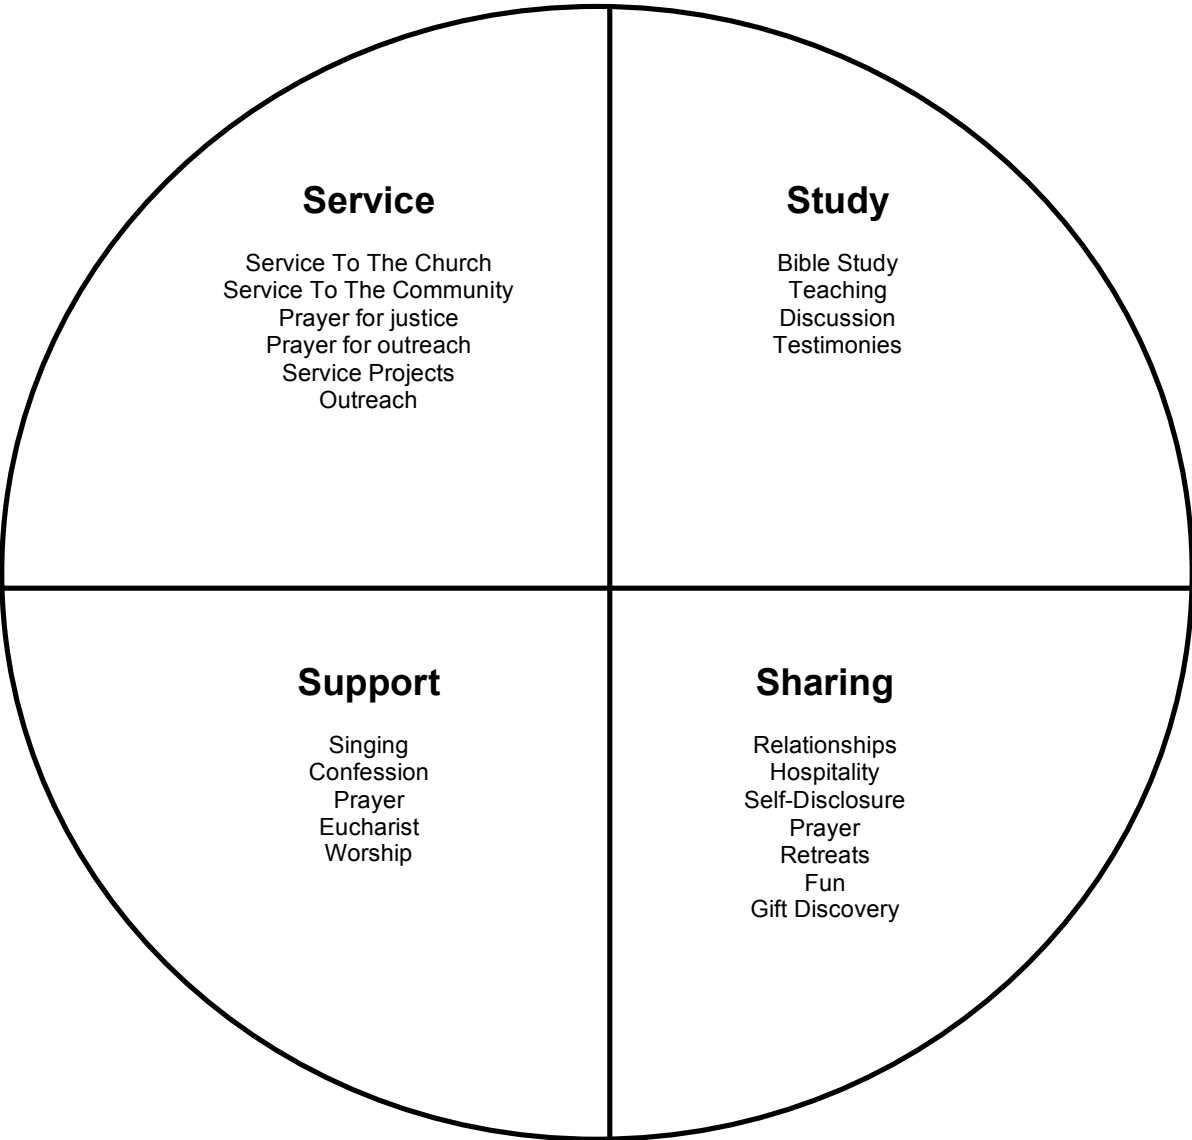 Service
Service To The Church
Service To The Community
Prayer for justice
Prayer for outreach
Service Projects
Outreach
Study
Bible Study
Teaching
Discussion
Testimonies
Support
Singing
Confession
Prayer
Eucharist
Worship
Sharing
Relationships
Hospitality
Self-Disclosure
Prayer
Retreats
Fun
Gift Discovery